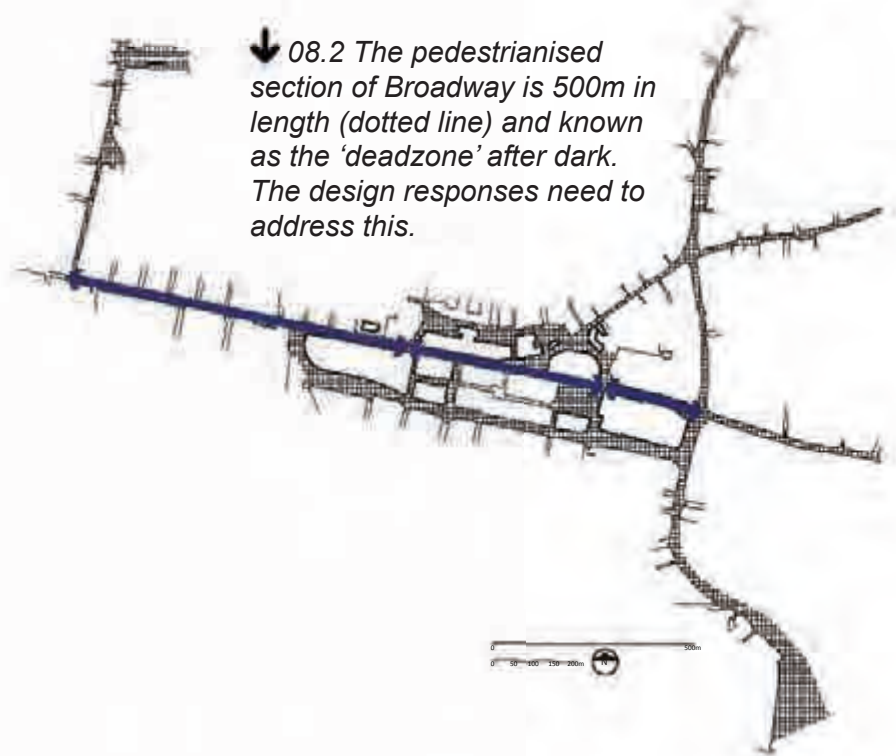 08.2 The pedestrianised
section of Broadway is 500m in
length (dotted line) and known
as the ‘deadzone’ after dark.
The design responses need to
address this.
0 500m
0 50 100 150 200m
N